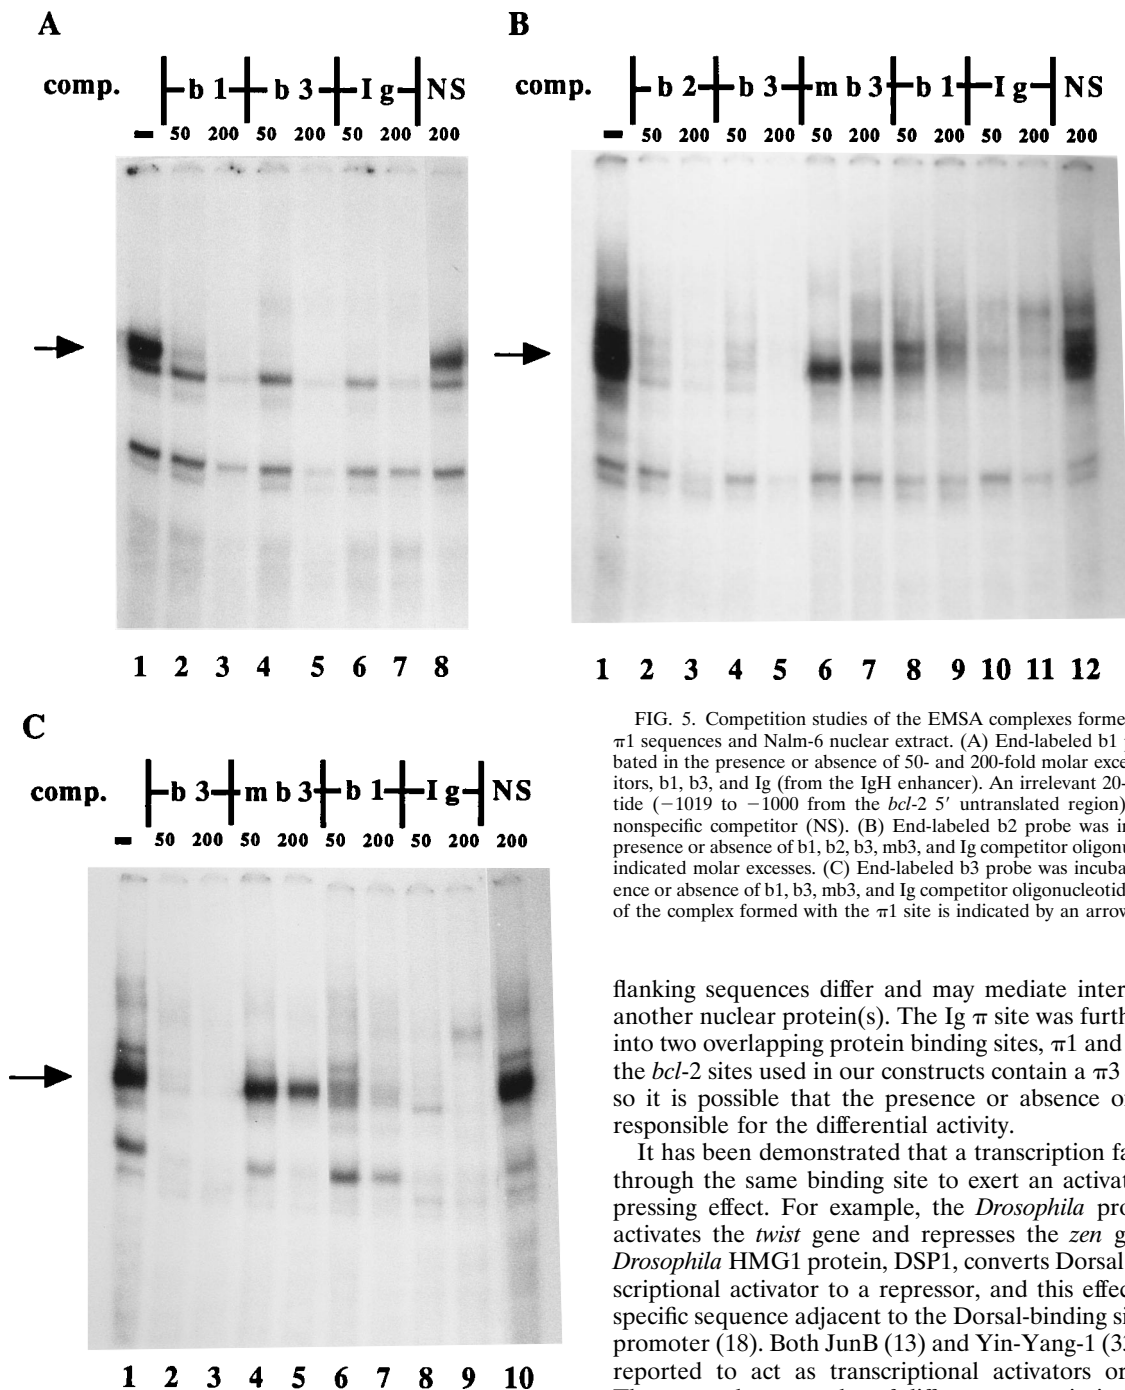 A
comp. b 1 b 3 I g NS
– 50 200 50 200 50 200 200
1 2 3 4 5 6 7 8
B
comp. b 2 b 3 m b 3 b 1 I g NS
– 50 200 50 200 50 200 50 200 50 200 200
1 2 3 4 5 6 7 8 9 10 11 12
C
comp. b 3 m b 3 b 1 I g NS
– 50 200 50 200 50 200 50 200 200
1 2 3 4 5 6 7 8 9 10
FIG. 5. Competition studies of the EMSA complexes forme
π1 sequences and Nalm-6 nuclear extract. (A) End-labeled b1
bated in the presence or absence of 50- and 200-fold molar exce
itors, b1, b3, and Ig (from the IgH enhancer). An irrelevant 20-
tide (−1019 to −1000 from the bcl-2 5′ untranslated region)
nonspecific competitor (NS). (B) End-labeled b2 probe was in
presence or absence of b1, b2, b3, mb3, and Ig competitor oligonu
indicated molar excesses. (C) End-labeled b3 probe was incuba
ence or absence of b1, b3, mb3, and Ig competitor oligonucleotid
of the complex formed with the π1 site is indicated by an arrow
flanking sequences differ and may mediate inter
another nuclear protein(s). The Ig π site was furth
into two overlapping protein binding sites, π1 and
the bcl-2 sites used in our constructs contain a π3
so it is possible that the presence or absence o
responsible for the differential activity.
It has been demonstrated that a transcription fa
through the same binding site to exert an activat
pressing effect. For example, the Drosophila pro
activates the twist gene and represses the zen g
Drosophila HMG1 protein, DSP1, converts Dorsal
scriptional activator to a repressor, and this effec
specific sequence adjacent to the Dorsal-binding si
promoter (18). Both JunB (13) and Yin-Yang-1 (3
reported to act as transcriptional activators or